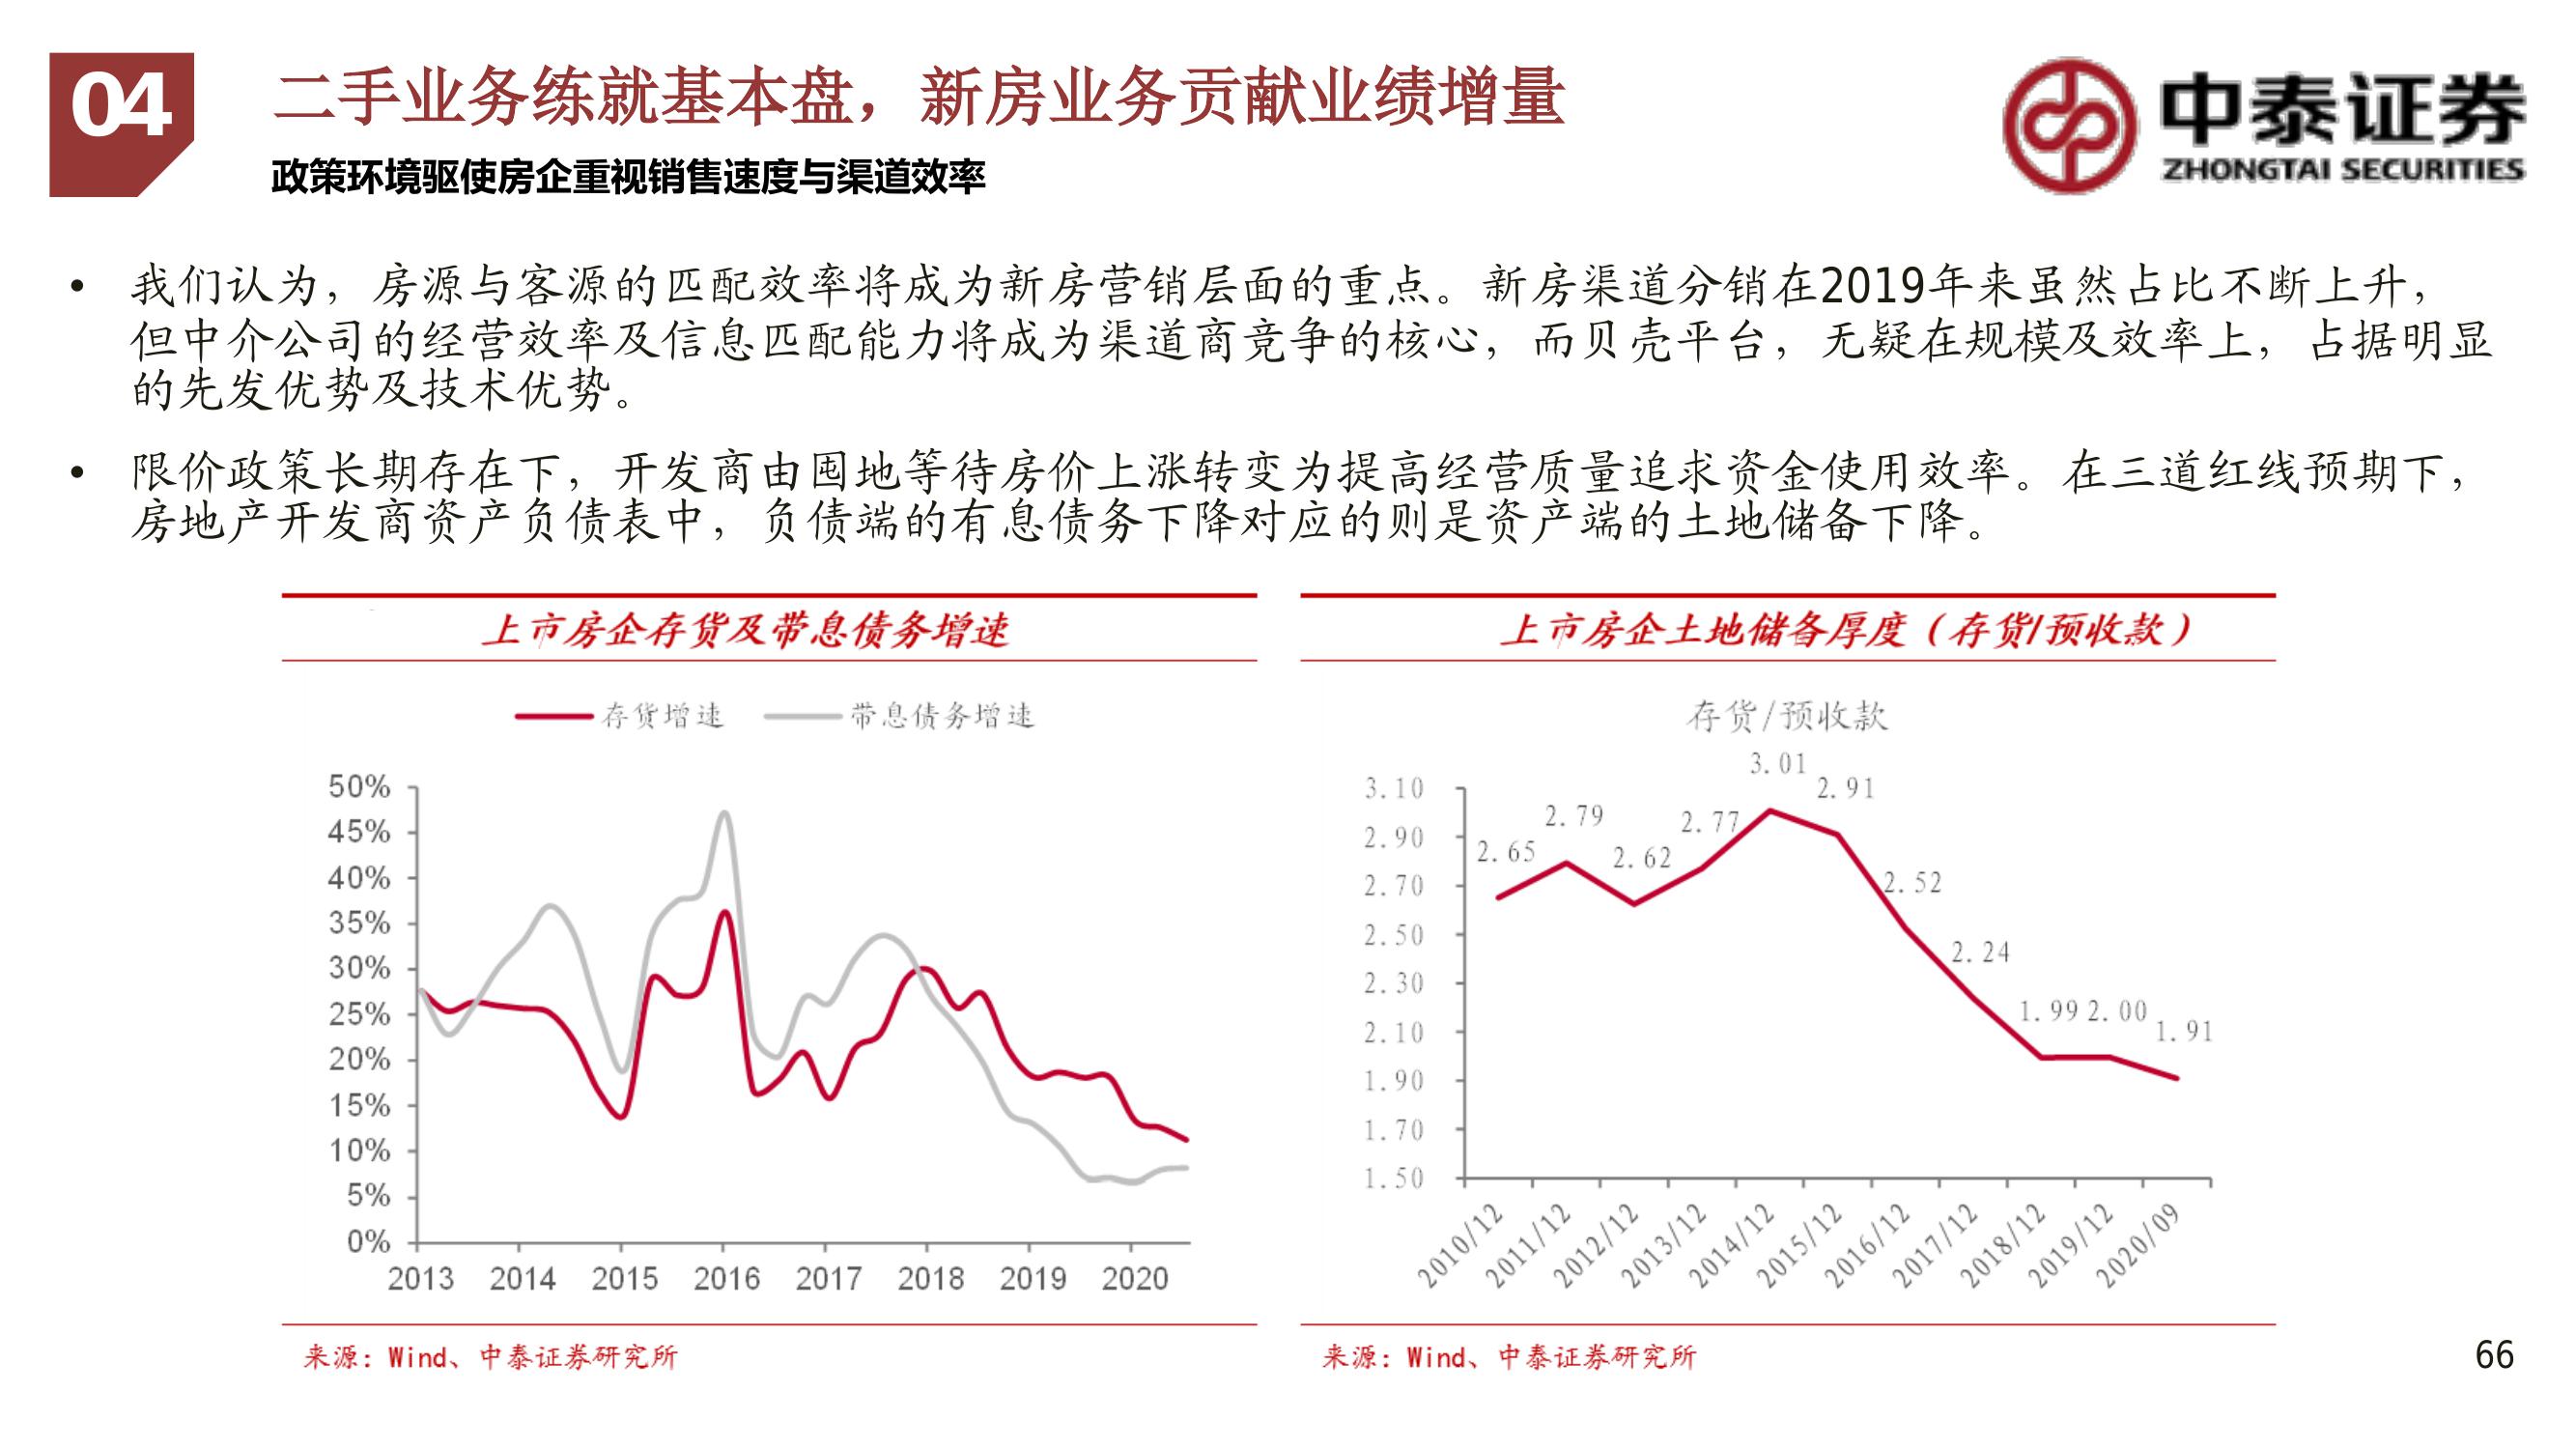 04
二手业务练就基本盘，新房业务贡献业绩增量
政策环境驱使房企重视销售速度与渠道效率
中泰证券
ZHONGTAI SECURITIES
• 我们认为，房源与客源的匹配效率将成为新房营销层面的重点。新房渠道分销在2019年来虽然占比不断上升，
但中介公司的经营效率及信息匹配能力将成为渠道商竞争的核心，而贝壳平台，无疑在规模及效率上，占据明显
的先发优势及技术优势。
• 限价政策长期存在下，开发商由囤地等待房价上涨转变为提高经营质量追求资金使用效率。在三道红线预期下，
房地产开发商资产负债表中，负债端的有息债务下降对应的则是资产端的土地储备下降。
上市房企存货及带息债务增速
存货增速 带息债务增速
50%
45%
40%
35%
30%
25%
20%
15%
10%
5%
0%
2013 2014 2015 2016 2017 2018 2019 2020
来源：Wind、中泰证券研究所
上市房企土地储备厚度（存货/预收款）
存货/预收款
3.10
2.90
2.70
2.50
2.30
2.10
1.90
1.70
1.50
2.65 2.79 2.62 2.77 3.01 2.91 2.52 2.24 1.99 2.00 1.91
2010/12 2011/12 2012/12 2013/12 2014/12 2015/12 2016/12 2017/12 2018/12 2019/12 2020/09
来源：Wind、中泰证券研究所
66